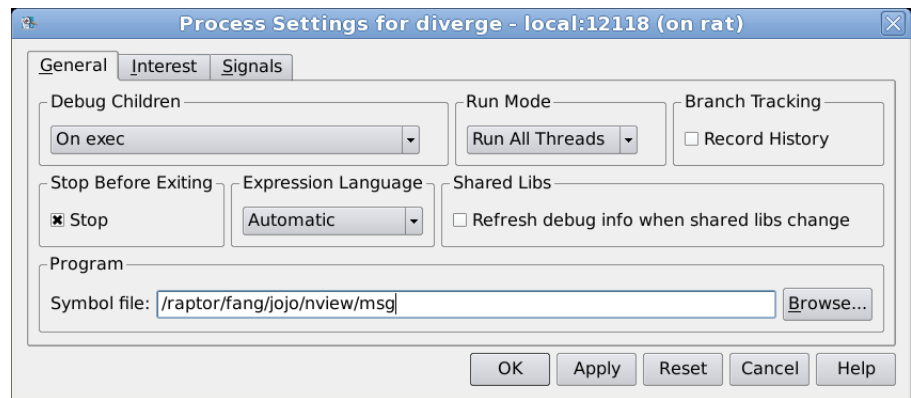 Process Settings for diverge - local:12118 (on rat)
General Interest Signals
Debug Children Run Mode Branch Tracking
On exec Run All Threads Record History
Stop Before Exiting Expression Language Shared Libs
Stop Automatic Refresh debug info when shared libs change
Program
Symbol file: /raptor/fang/jojo/nview/msg Browse...
OK Apply Reset Cancel Help